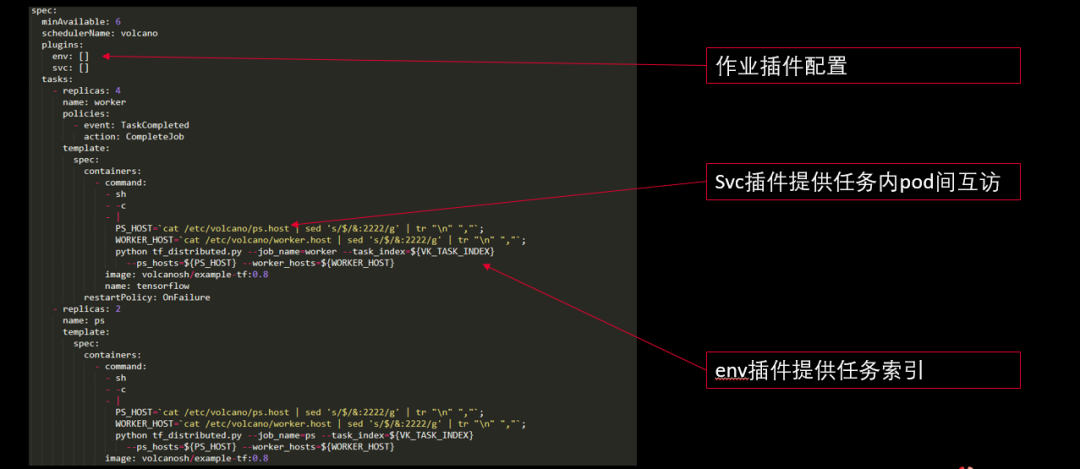 spec:
  minAvailable: 6
  schedulerName: volcano
  plugins:
    env: []
    svc: []
  tasks:
    - replicas: 4
      name: worker
      policies:
        - event: TaskCompleted
          action: CompleteJob
      template:
        spec:
          containers:
            - command:
              - sh
              - -c
              - |
                PS_HOST=`cat /etc/volcano/ps.host | sed 's/$/&:2222/g' | tr "\n" ","`;
                WORKER_HOST=`cat /etc/volcano/worker.host | sed 's/$/&:2222/g' | tr "\n" ","`;
                python tf_distributed.py --job_name=worker --task_index=${VK_TASK_INDEX}
                  --ps_hosts=${PS_HOST} --worker_hosts=${WORKER_HOST}
              image: volcanosh/example-tf:0.8
              name: tensorflow
          restartPolicy: OnFailure
    - replicas: 2
      name: ps
      template:
        spec:
          containers:
            - command:
              - sh
              - -c
              - |
                PS_HOST=`cat /etc/volcano/ps.host | sed 's/$/&:2222/g' | tr "\n" ","`;
                WORKER_HOST=`cat /etc/volcano/worker.host | sed 's/$/&:2222/g' | tr "\n" ","`;
                python tf_distributed.py --job_name=ps --task_index=${VK_TASK_INDEX}
                  --ps_hosts=${PS_HOST} --worker_hosts=${WORKER_HOST}
              image: volcanosh/example-tf:0.8
作业插件配置
Svc插件提供任务内pod间互访
env插件提供任务索引